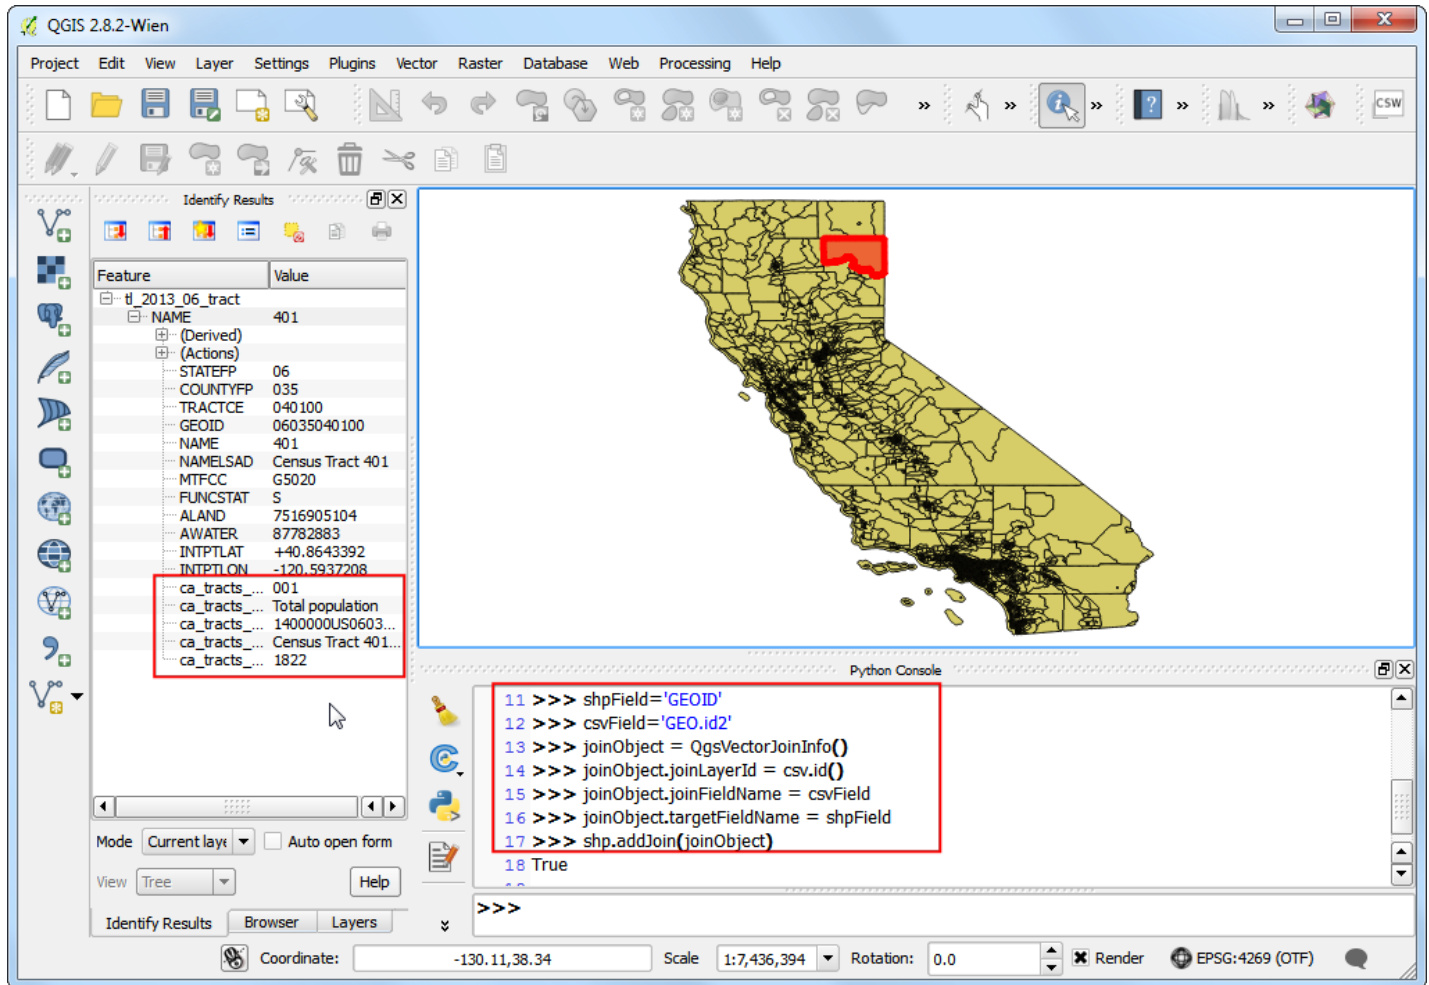 QGIS 2.8.2-Wien
Project Edit View Layer Settings Plugins Vector Raster Database Web Processing Help
CSW
Identify Results
Feature Value
tl_2013_06_tract
NAME 401
(Derived)
(Actions)
STATEFP 06
COUNTYFP 035
TRACTCE 040100
GEOID 06035040100
NAME 401
NAMELSAD Census Tract 401
MTFCC G5020
FUNCSTAT S
ALAND 7516905104
AWATER 87782883
INTPTLAT +40.8643392
INTPTLON -120.5937208
ca_tracts_... 001
ca_tracts_... Total population
ca_tracts_... 1400000US0603...
ca_tracts_... Census Tract 401...
ca_tracts_... 1822
Mode Current laye Auto open form
View Tree Help
Identify Results Browser Layers
Python Console
11 >>> shpField='GEOID'
12 >>> csvField='GEO.id2'
13 >>> joinObject = QgsVectorJoinInfo()
14 >>> joinObject.joinLayerId = csv.id()
15 >>> joinObject.joinFieldName = csvField
16 >>> joinObject.targetFieldName = shpField
17 >>> shp.addJoin(joinObject)
18 True
>>>
Coordinate: -130.11,38.34 Scale 1:7,436,394 Rotation: 0.0 Render EPSG:4269 (OTF)